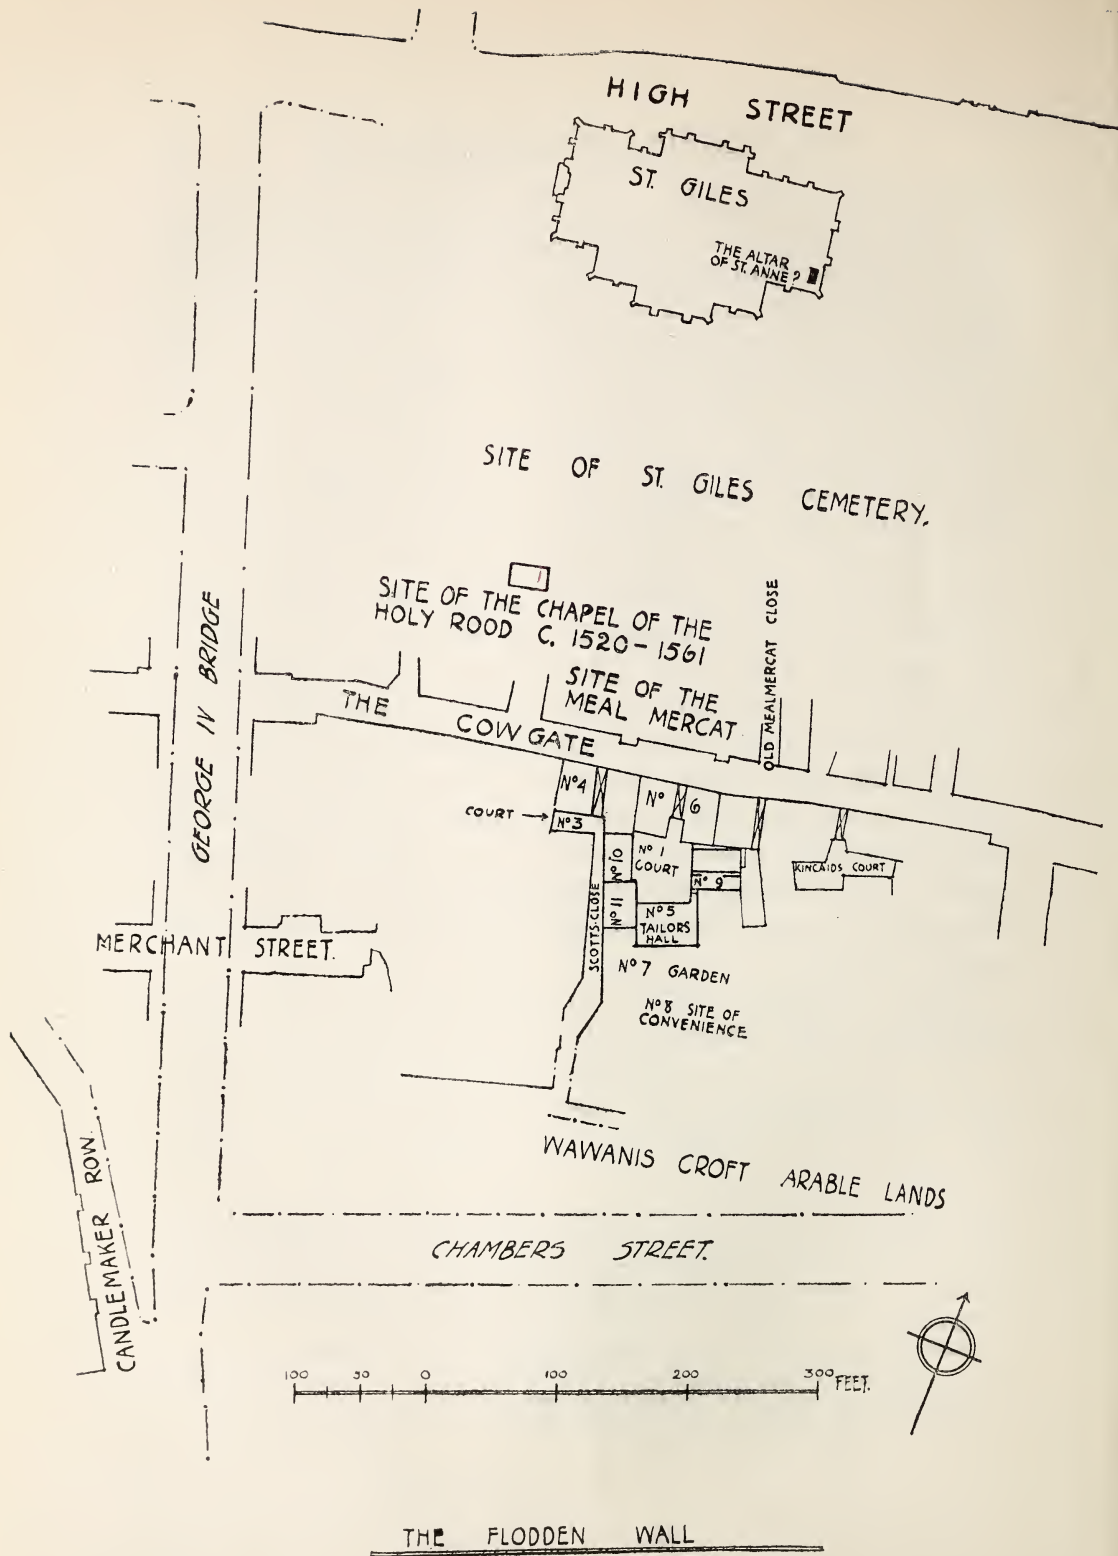 HIGH STREET
ST. GILES
THE ALTAR
OF ST. ANNE?
SITE OF ST. GILES CEMETERY.
SITE OF THE CHAPEL OF THE
HOLY ROOD C. 1520-1561
SITE OF THE
MEAL MERCAT
OLD MEALMERCAT CLOSE
GEORGE IV BRIDGE
THE COWGATE
Nº4
Nº 6
COURT
Nº3
Nº10
Nº 1
COURT
Nº 9
KINCAIDS COURT
SCOTTS-CLOSE
Nº11
Nº5
TAILORS
HALL
MERCHANT STREET.
Nº7 GARDEN
Nº8 SITE OF
CONVENIENCE
WAWANIS CROFT ARABLE LANDS
CANDLEMAKER ROW.
CHAMBERS STREET.
100 50 0 100 200 300 FEET.
THE FLODDEN WALL